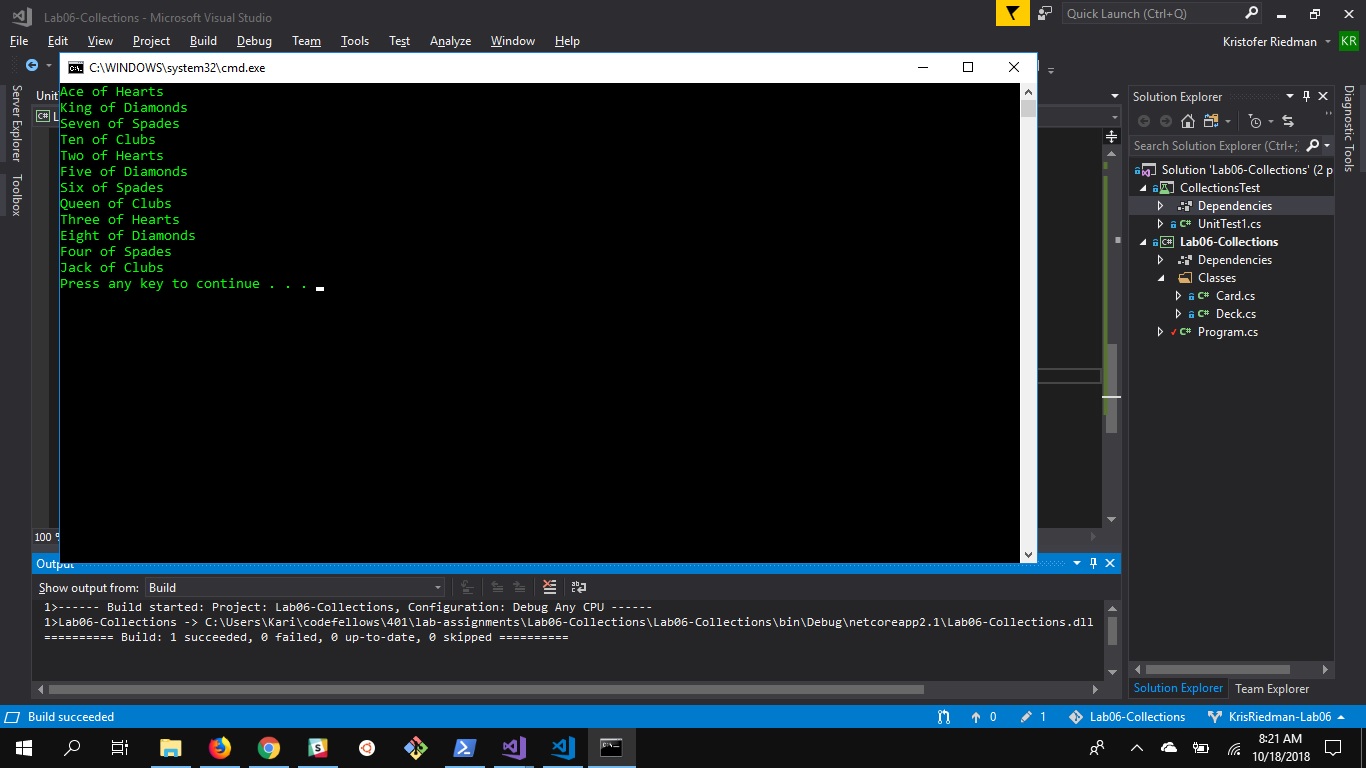 Lab06-Collections - Microsoft Visual Studio
Quick Launch (Ctrl+Q)
File Edit View Project Build Debug Team Tools Test Analyze Window Help
Kristofer Riedman KR
C:\WINDOWS\system32\cmd.exe
Ace of Hearts
King of Diamonds
Seven of Spades
Ten of Clubs
Two of Hearts
Five of Diamonds
Six of Spades
Queen of Clubs
Three of Hearts
Eight of Diamonds
Four of Spades
Jack of Clubs
Press any key to continue . . .
Server Explorer
Toolbox
Unit
C# L
100 %
Solution Explorer
Search Solution Explorer (Ctrl+;
Solution 'Lab06-Collections' (2 p
CollectionsTest
Dependencies
C# UnitTest1.cs
C# Lab06-Collections
Dependencies
Classes
C# Card.cs
C# Deck.cs
C# Program.cs
Solution Explorer Team Explorer
Diagnostic Tools
Output
Show output from: Build
1>------ Build started: Project: Lab06-Collections, Configuration: Debug Any CPU ------
1>Lab06-Collections -> C:\Users\Kari\codefellows\401\lab-assignments\Lab06-Collections\Lab06-Collections\bin\Debug\netcoreapp2.1\Lab06-Collections.dll
========== Build: 1 succeeded, 0 failed, 0 up-to-date, 0 skipped ==========
Build succeeded
0 1 Lab06-Collections KrisRiedman-Lab06
8:21 AM
10/18/2018